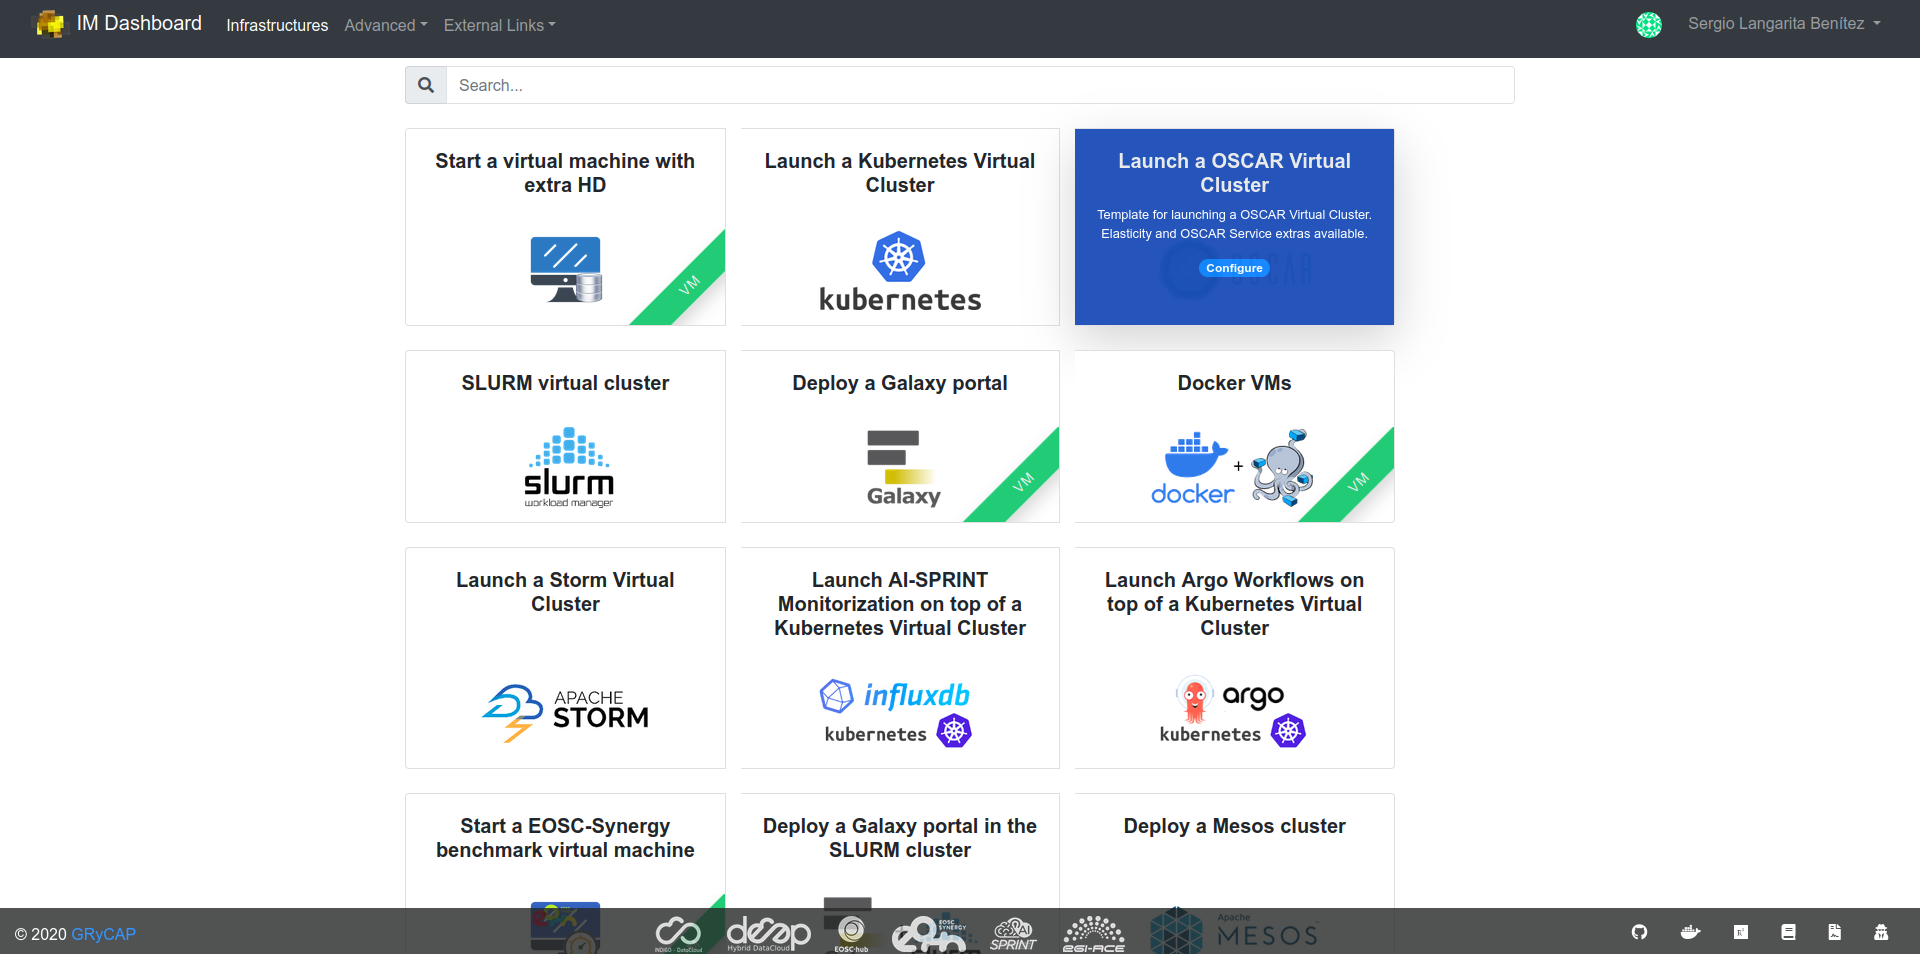 IM Dashboard Infrastructures Advanced External Links Sergio Langarita Benítez
Search...
Start a virtual machine with
extra HD
VM
Launch a Kubernetes Virtual
Cluster
kubernetes
Launch a OSCAR Virtual
Cluster
Template for launching a OSCAR Virtual Cluster.
Elasticity and OSCAR Service extras available.
Configure
OSCAR
SLURM virtual cluster
slurm
workload manager
Deploy a Galaxy portal
Galaxy
VM
Docker VMs
docker
+
VM
Launch a Storm Virtual
Cluster
APACHE
STORM
Launch AI-SPRINT
Monitorization on top of a
Kubernetes Virtual Cluster
influxdb
kubernetes
Launch Argo Workflows on
top of a Kubernetes Virtual
Cluster
argo
kubernetes
Start a EOSC-Synergy
benchmark virtual machine
Deploy a Galaxy portal in the
SLURM cluster
Deploy a Mesos cluster
Apache
MESOS
© 2020 GRyCAP
INDIGO - DataCloud
deep
Hybrid DataCloud
EOSC-hub
eosc
EOSC
SYNERGY
AI
SPRINT
EGI-ACE